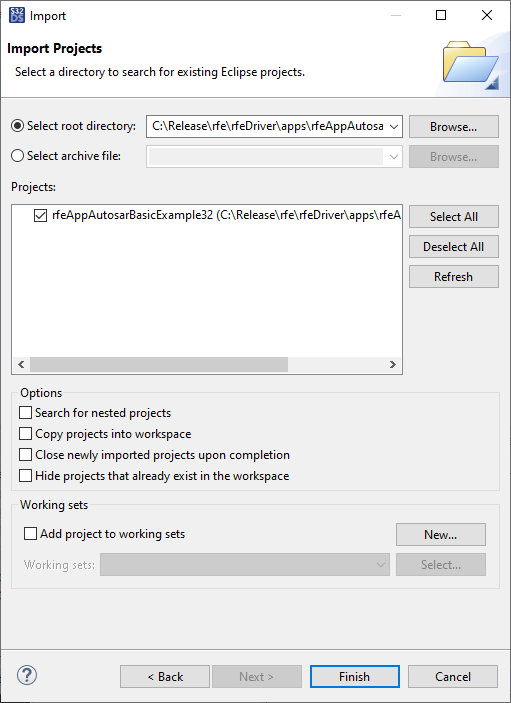 S32
DS
Import
Import Projects
Select a directory to search for existing Eclipse projects.
Select root directory:
C:\Release\rfe\rfeDriver\apps\rfeAppAutosa
Browse...
Select archive file:
Browse...
Projects:
rfeAppAutosarBasicExample32 (C:\Release\rfe\rfeDriver\apps\rfeA
Select All
Deselect All
Refresh
Options
Search for nested projects
Copy projects into workspace
Close newly imported projects upon completion
Hide projects that already exist in the workspace
Working sets
Add project to working sets
New...
Working sets:
Select...
?
< Back
Next >
Finish
Cancel